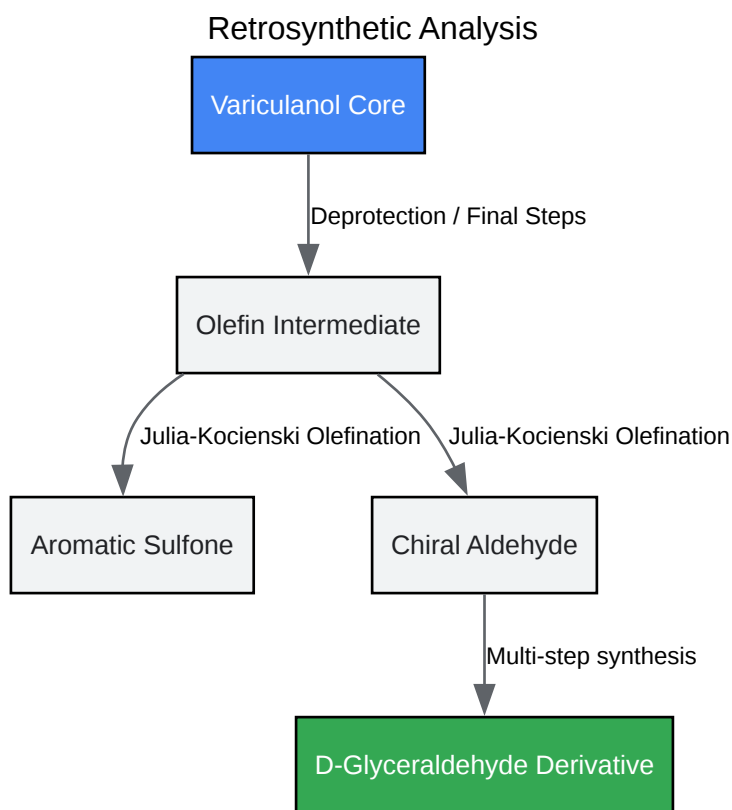 Retrosynthetic Analysis
Variculanol Core
Deprotection / Final Steps
Olefin Intermediate
Julia-Kocienski Olefination
Julia-Kocienski Olefination
Aromatic Sulfone
Chiral Aldehyde
Multi-step synthesis
D-Glyceraldehyde Derivative